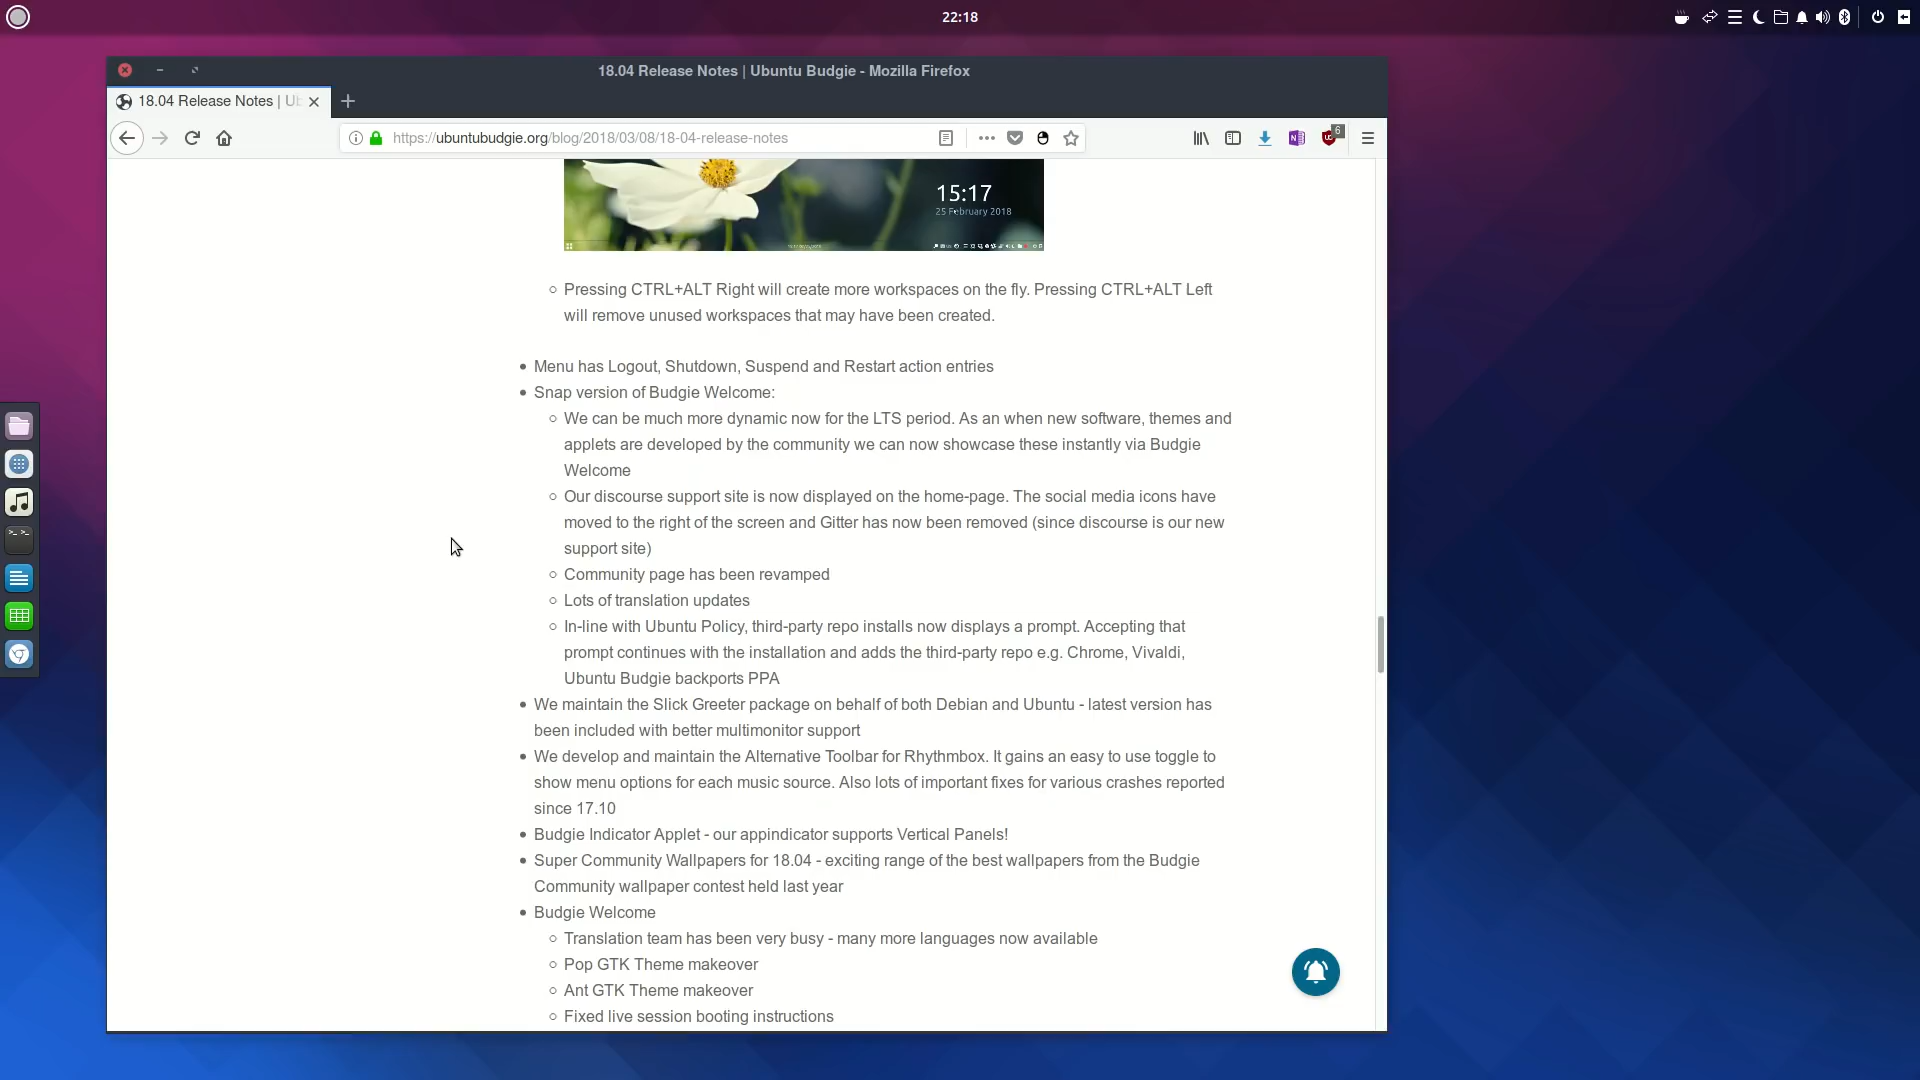 22:18
18.04 Release Notes | Ubuntu Budgie - Mozilla Firefox
18.04 Release Notes | Ub
https://ubuntubudgie.org/blog/2018/03/08/18-04-release-notes
6
15:17
25 February 2018
Pressing CTRL+ALT Right will create more workspaces on the fly. Pressing CTRL+ALT Left
will remove unused workspaces that may have been created.
Menu has Logout, Shutdown, Suspend and Restart action entries
Snap version of Budgie Welcome:
We can be much more dynamic now for the LTS period. As an when new software, themes and
applets are developed by the community we can now showcase these instantly via Budgie
Welcome
Our discourse support site is now displayed on the home-page. The social media icons have
moved to the right of the screen and Gitter has now been removed (since discourse is our new
support site)
Community page has been revamped
Lots of translation updates
In-line with Ubuntu Policy, third-party repo installs now displays a prompt. Accepting that
prompt continues with the installation and adds the third-party repo e.g. Chrome, Vivaldi,
Ubuntu Budgie backports PPA
We maintain the Slick Greeter package on behalf of both Debian and Ubuntu - latest version has
been included with better multimonitor support
We develop and maintain the Alternative Toolbar for Rhythmbox. It gains an easy to use toggle to
show menu options for each music source. Also lots of important fixes for various crashes reported
since 17.10
Budgie Indicator Applet - our appindicator supports Vertical Panels!
Super Community Wallpapers for 18.04 - exciting range of the best wallpapers from the Budgie
Community wallpaper contest held last year
Budgie Welcome
Translation team has been very busy - many more languages now available
Pop GTK Theme makeover
Ant GTK Theme makeover
Fixed live session booting instructions